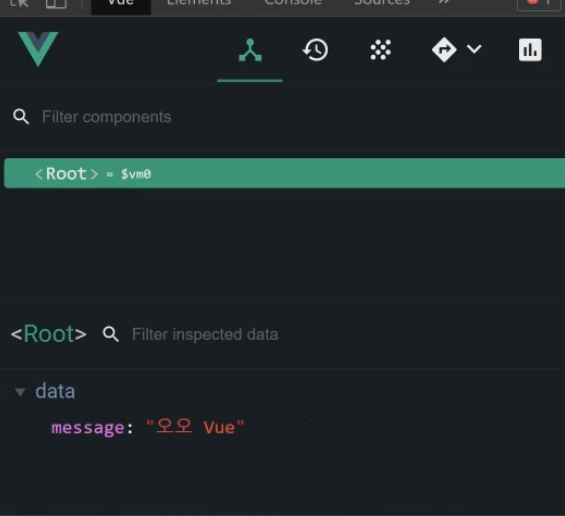 Vue Elements Console Sources »
Filter components
<Root> = $vm0
<Root> Filter inspected data
data
message: "오오 Vue"